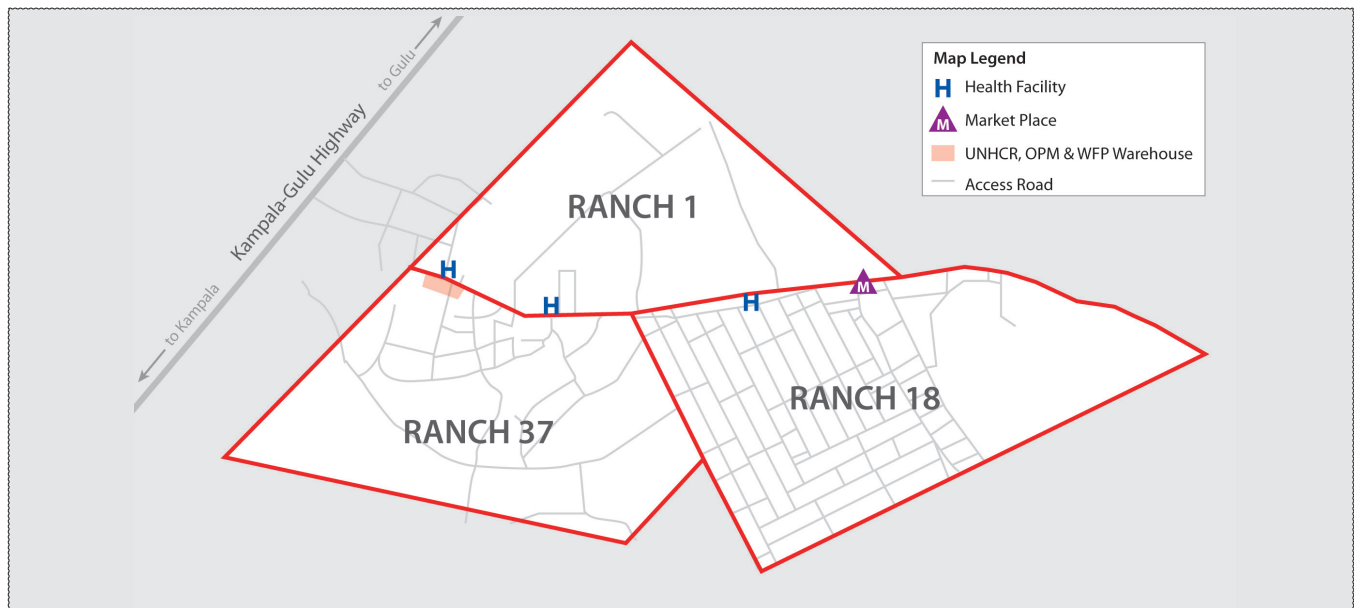 to Gulu
Kampala-Gulu Highway
to Kampala
Map Legend
H Health Facility
M Market Place
UNHCR, OPM & WFP Warehouse
Access Road
RANCH 1
H
H
H
M
RANCH 18
RANCH 37